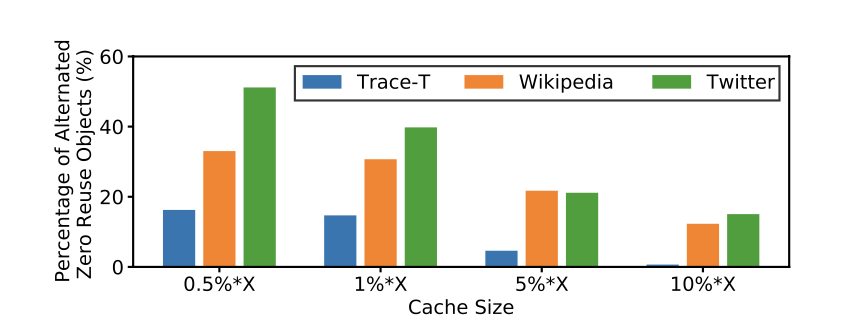 Percentage of Alternated
Zero Reuse Objects (%)
60
40
20
0
Trace-T Wikipedia Twitter
0.5%*X 1%*X 5%*X 10%*X
Cache Size